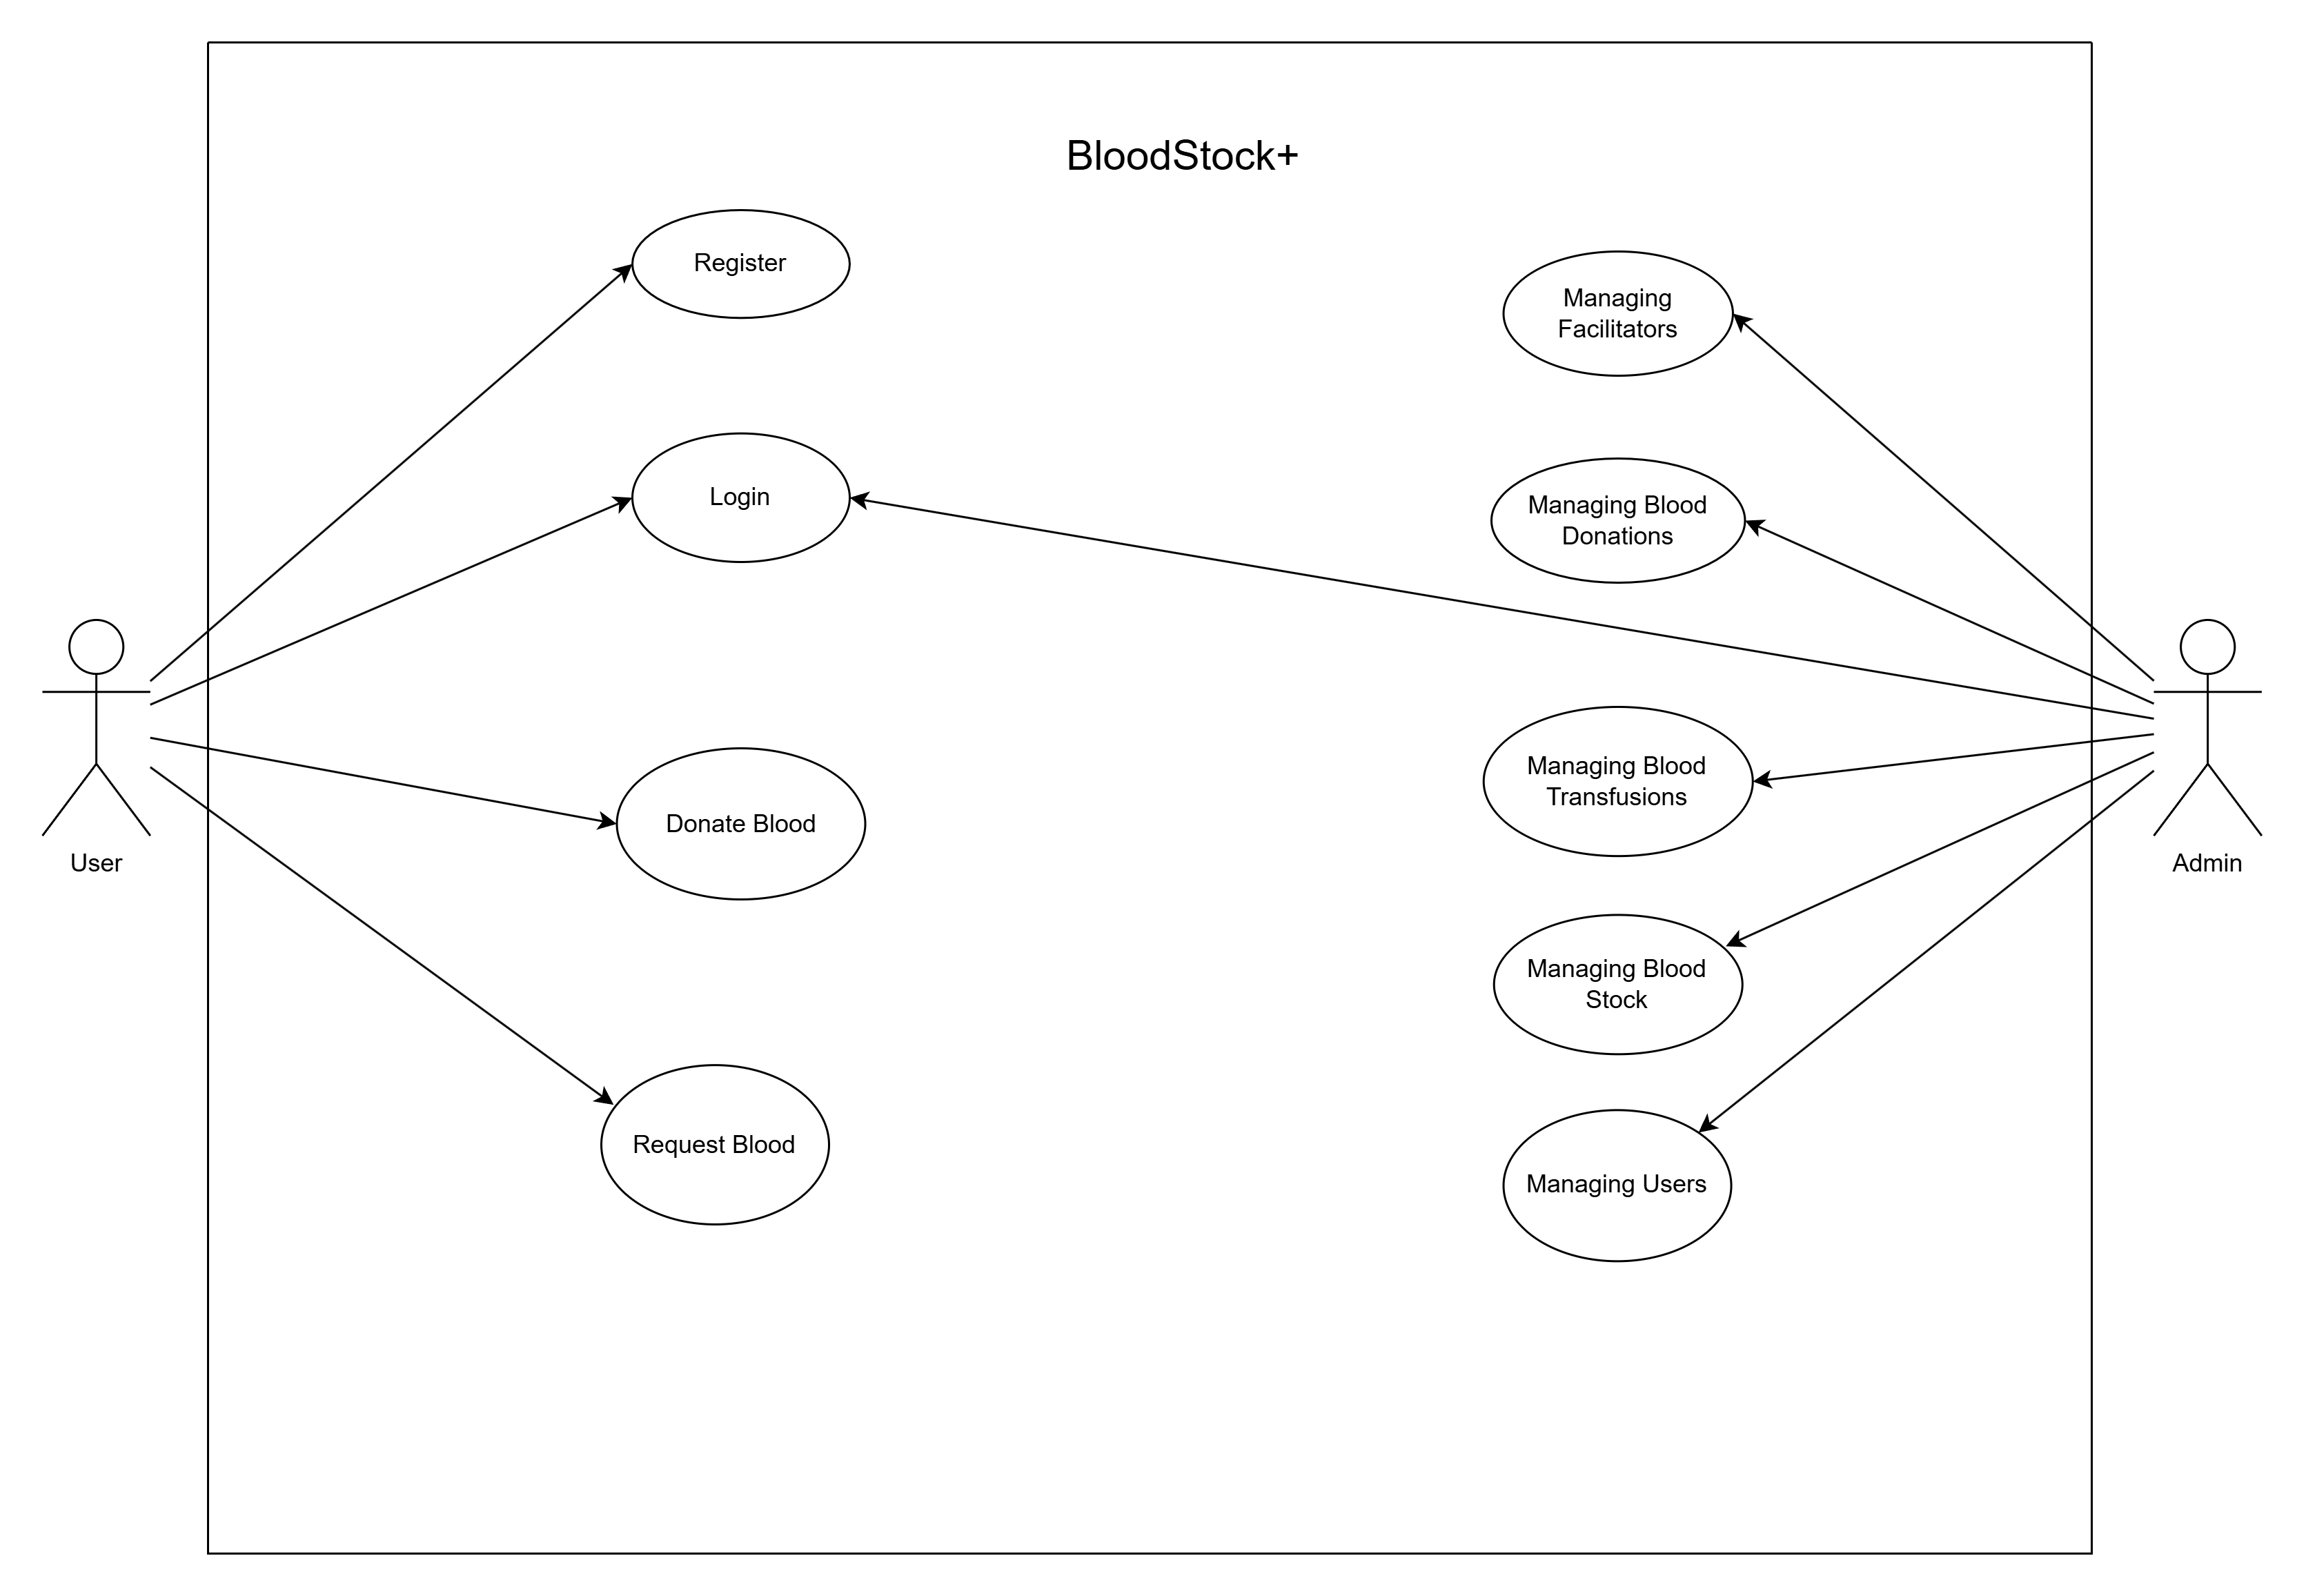 BloodStock+
Register
Login
Donate Blood
Request Blood
User
Managing
Facilitators
Managing Blood
Donations
Managing Blood
Transfusions
Managing Blood
Stock
Managing Users
Admin